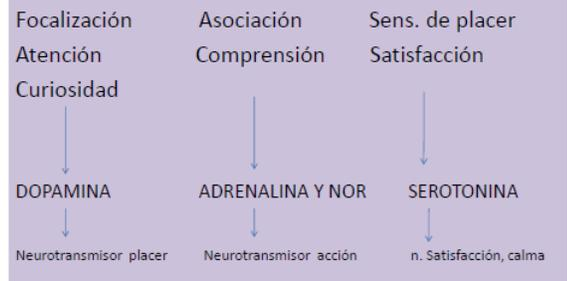 Focalización Asociación Sens. de placer
Atención Comprensión Satisfacción
Curiosidad
DOPAMINA ADRENALINA Y NOR SEROTONINA
Neurotransmisor placer Neurotransmisor acción n. Satisfacción, calma